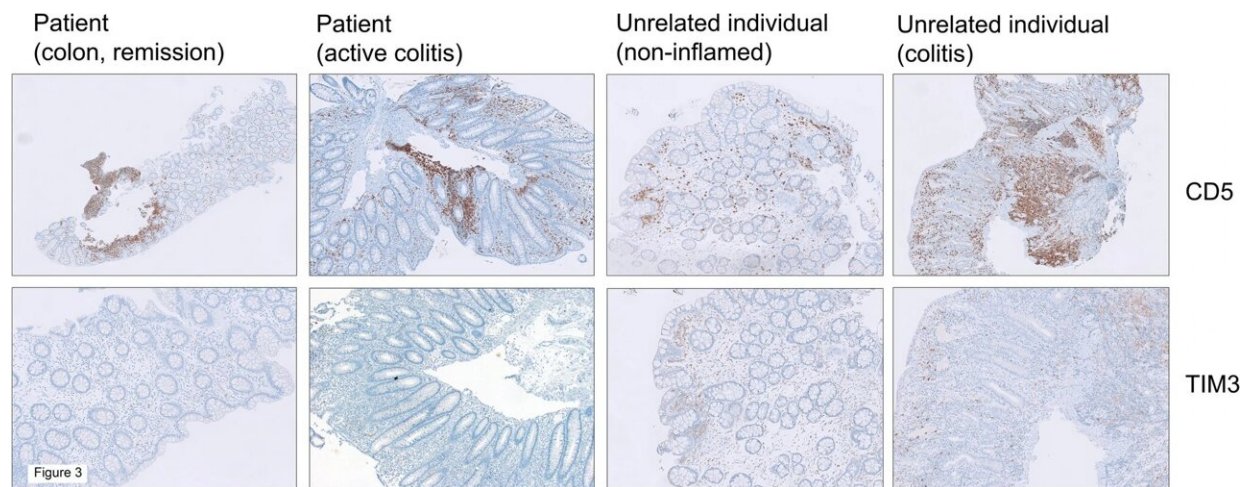 Patient
(colon, remission)
Patient
(active colitis)
Unrelated individual
(non-inflamed)
Unrelated individual
(colitis)
CD5
TIM3
Figure 3